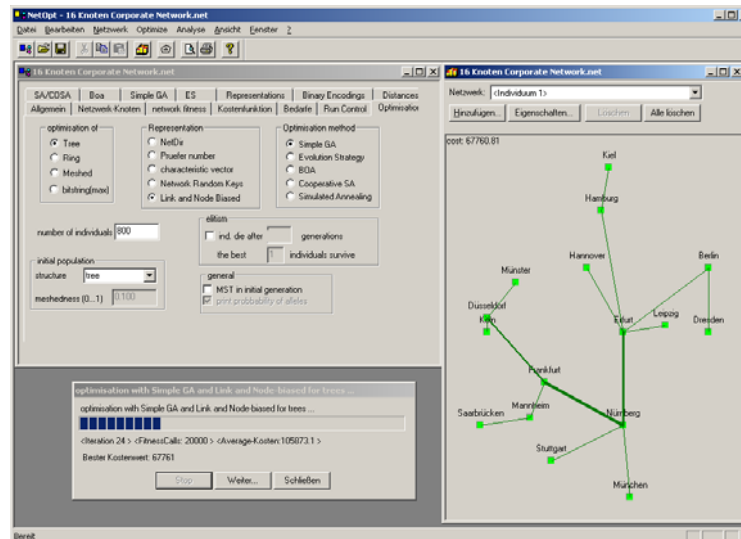 NetOpt - 16 Knoten Corporate Network.net
Datei Bearbeiten Netzwerk Optimize Analyse Ansicht Fenster ?
16 Knoten Corporate Network.net
SA/CDSA Boa Simple GA ES Representations Binary Encodings Distances
Allgemein Netzwerk-Knoten network fitness Kostenfunktion Bedarfe Run Control Optimisation
optimisation of
Tree
Ring
Meshed
bitstring(max)
Representation
NetDir
Pruefer number
characteristic vector
Network Random Keys
Link and Node Biased
Optimisation method
Simple GA
Evolution Strategy
BOA
Cooperative SA
Simulated Annealing
number of individuals 800
elitism
ind. die after generations
the best 1 individuals survive
initial population
structure tree
meshedness (0...1) 0.100
general
MST in initial generation
print probability of alleles
optimisation with Simple GA and Link and Node-biased for trees ...
optimisation with Simple GA and Link and Node-biased for trees ...
<Iteration 24 > <FitnessCalls: 20000 > <Average-Kosten:105873.1 >
Bester Kostenwert: 67761
Stop Weiter... Schließen
16 Knoten Corporate Network.net
Netzwerk: <Individuum 1>
Hinzufügen... Eigenschaften... Löschen Alle löschen
cost: 67760.81
Kiel
Hamburg
Hannover
Berlin
Münster
Düsseldorf
Köln
Erfurt
Leipzig
Dresden
Frankfurt
Saarbrücken
Mannheim
Nürnberg
Stuttgart
München
Bereit